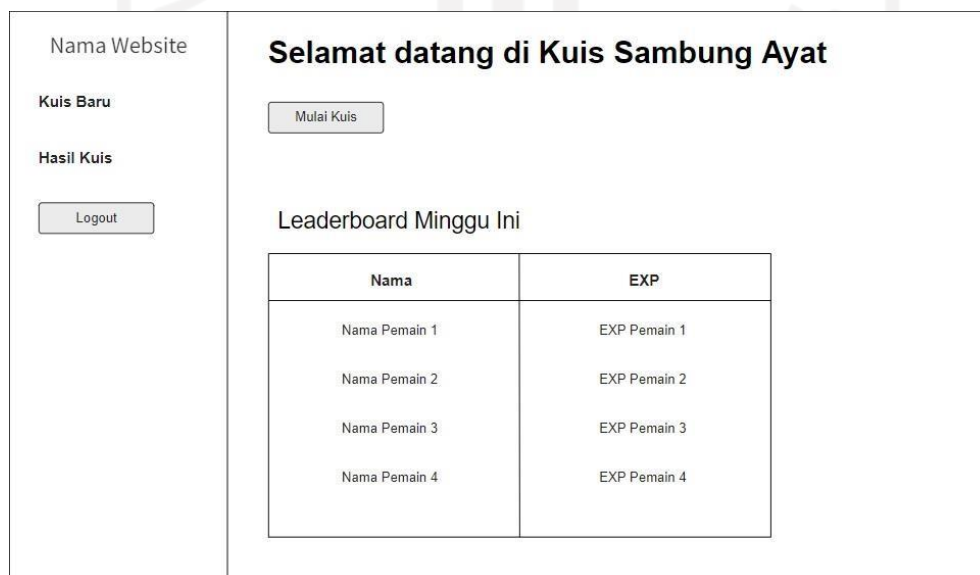 Nama Website
Kuis Baru
Hasil Kuis
Logout
Selamat datang di Kuis Sambung Ayat
Mulai Kuis
Leaderboard Minggu Ini
Nama EXP
Nama Pemain 1 EXP Pemain 1
Nama Pemain 2 EXP Pemain 2
Nama Pemain 3 EXP Pemain 3
Nama Pemain 4 EXP Pemain 4